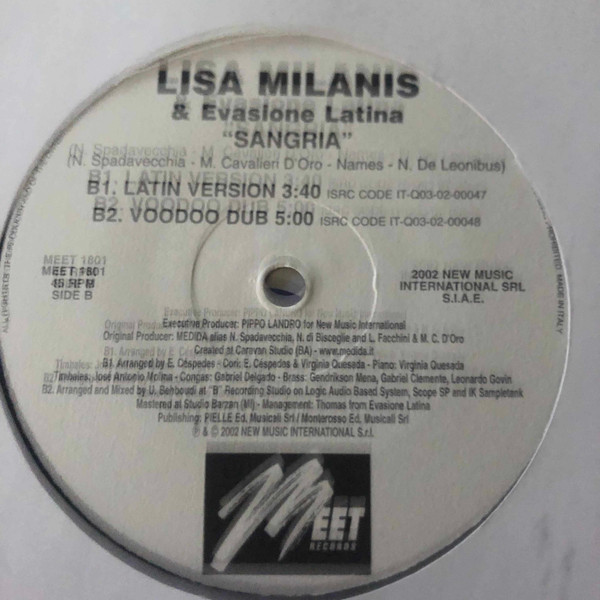 LISA MILANIS
& Evasione Latina
"SANGRIA"
(N. Spadavecchia - M. Cavalieri D'Oro - Names - N. De Leonibus)
B1. LATIN VERSION 3:40 ISRC CODE IT-Q03-02-00047
B2. VOODOO DUB 5:00 ISRC CODE IT-Q03-02-00048
MEET 1601
45 RPM
SIDE B
2002 NEW MUSIC
INTERNATIONAL SRL
S.I.A.E.
Executive Producer: PIPPO LANDRO for New Music International
Original Producer: MEDIDA alias N. Spadavecchia, N. di Bisceglie and L. Facchini & M. C. D'Oro
Created at Caravan Studio (BA) - www.medida.it
B1. Arranged by E. Céspedes - Cori: E. Céspedes & Virginia Quesada - Piano: Virginia Quesada
Timbales: José Antonio Molina - Congas: Gabriel Delgado - Brass: Gendrikson Mena, Gabriel Clemente, Leonardo Govin
B2. Arranged and Mixed by U. Behboudi at "B" Recording Studio on Logic Audio Based System, Scope SP and IK Sampletank
Mastered at Studio Barzan (MI) - Management: Thomas from Evasione Latina
Publishing: PIELLE Ed. Musicali Srl / Montarosso Ed. Musicali Srl
℗ & © 2002 NEW MUSIC INTERNATIONAL S.r.l.
MEET
RECORDS
MADE IN ITALY